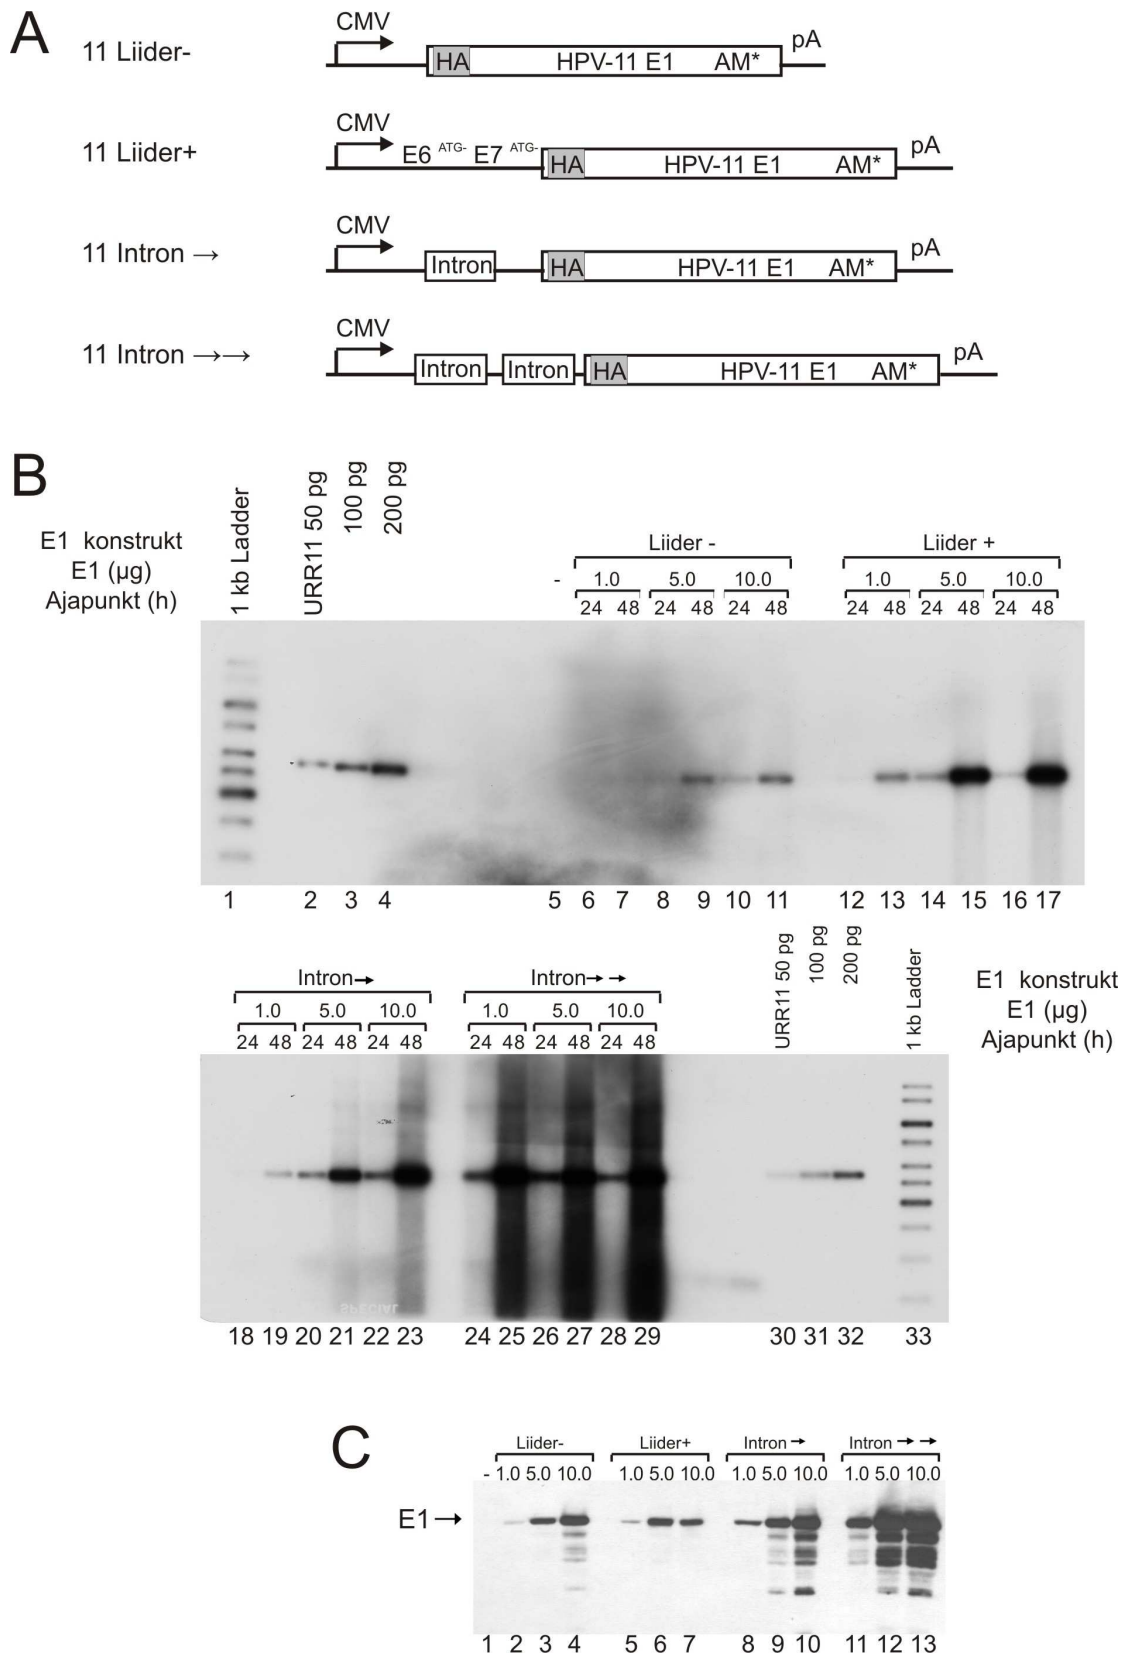 A
11 Liider-
CMV
HA
HPV-11 E1
AM*
pA
11 Liider+
CMV
E6 ATG- E7 ATG-
HA
HPV-11 E1
AM*
pA
11 Intron →
CMV
Intron
HA
HPV-11 E1
AM*
pA
11 Intron →→
CMV
Intron
Intron
HA
HPV-11 E1
AM*
pA
B
E1 konstrukt
E1 (µg)
Ajapunkt (h)
1 kb Ladder
URR11 50 pg
100 pg
200 pg
Liider -
Liider +
- 1.0 5.0 10.0 1.0 5.0 10.0
24 48 24 48 24 48 24 48 24 48 24 48
1 2 3 4 5 6 7 8 9 10 11 12 13 14 15 16 17
Intron→
Intron→→
1.0 5.0 10.0 1.0 5.0 10.0
24 48 24 48 24 48 24 48 24 48 24 48
URR11 50 pg
100 pg
200 pg
1 kb Ladder
E1 konstrukt
E1 (µg)
Ajapunkt (h)
SPECIAL
18 19 20 21 22 23 24 25 26 27 28 29 30 31 32 33
C
Liider- Liider+ Intron → Intron →→
- 1.0 5.0 10.0 1.0 5.0 10.0 1.0 5.0 10.0 1.0 5.0 10.0
E1→
1 2 3 4 5 6 7 8 9 10 11 12 13